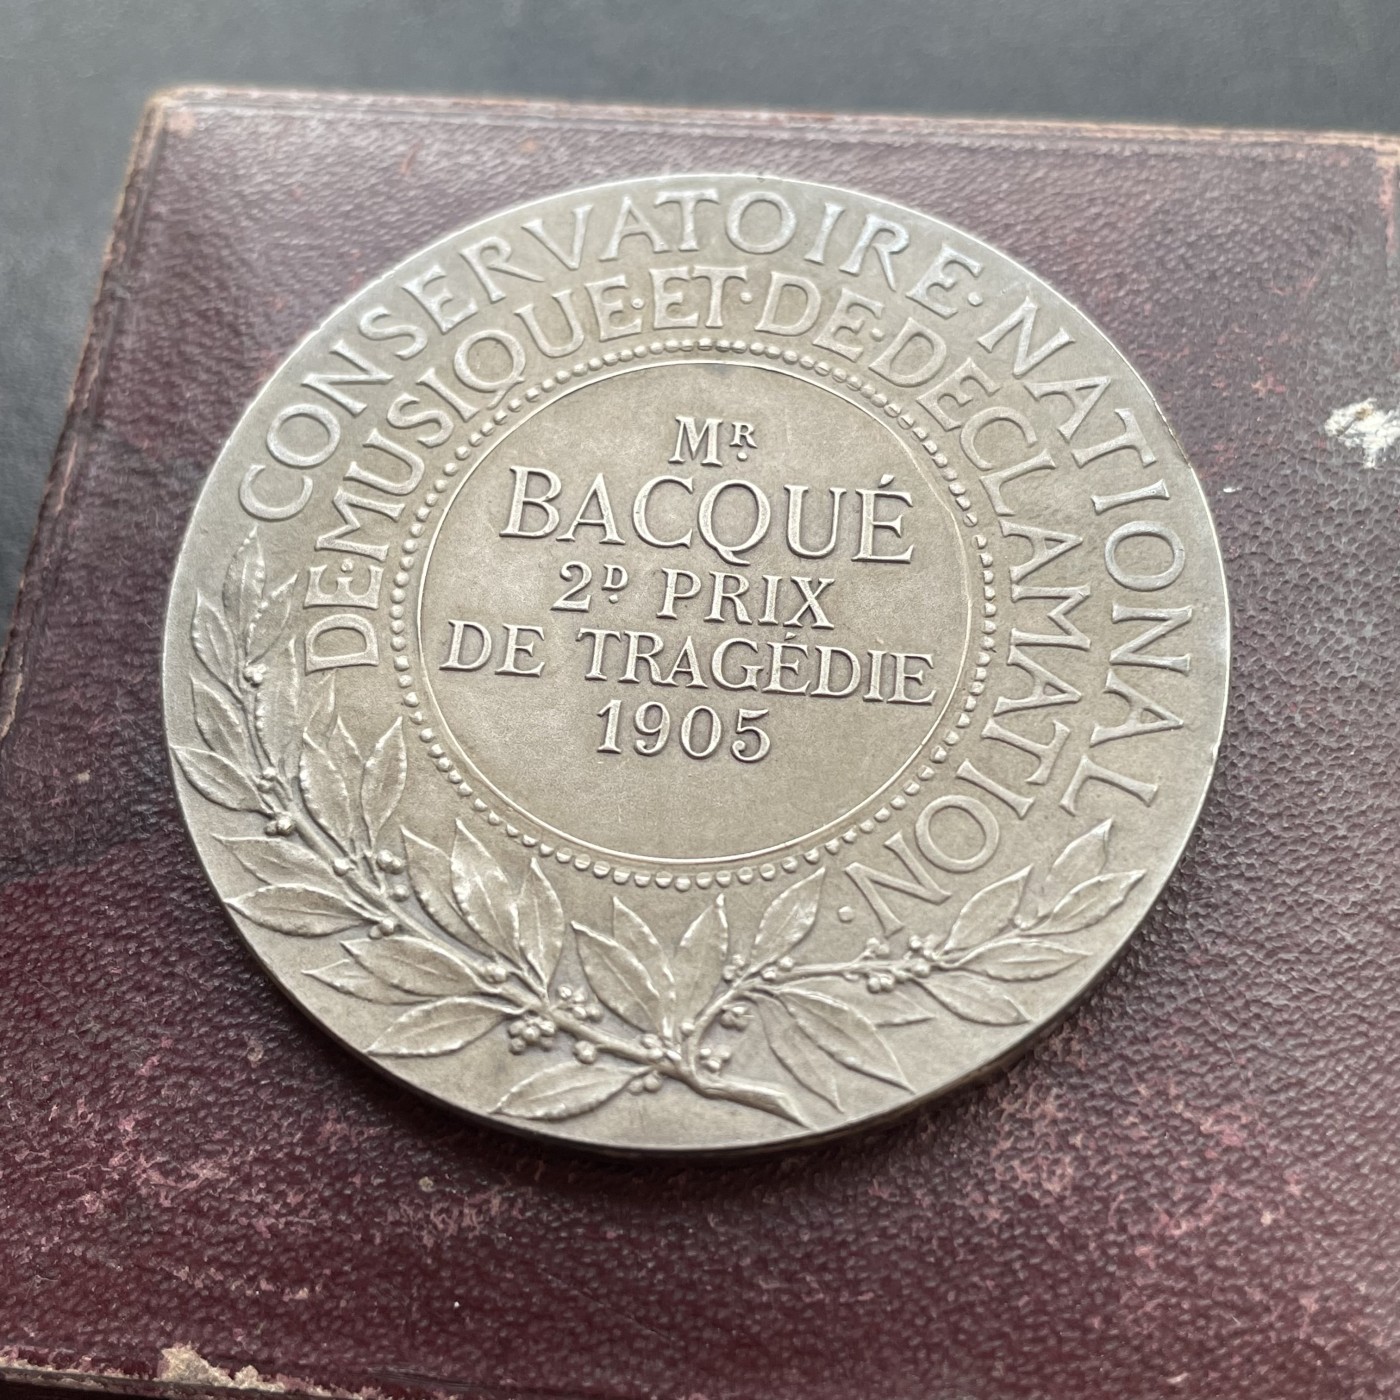 CONSERVATOIRE · NATIONAL
DE·MUSIQUE·ET·DE·DECLAMATION·
MR.
BACQUÉ
2D. PRIX
DE TRAGÉDIE
1905